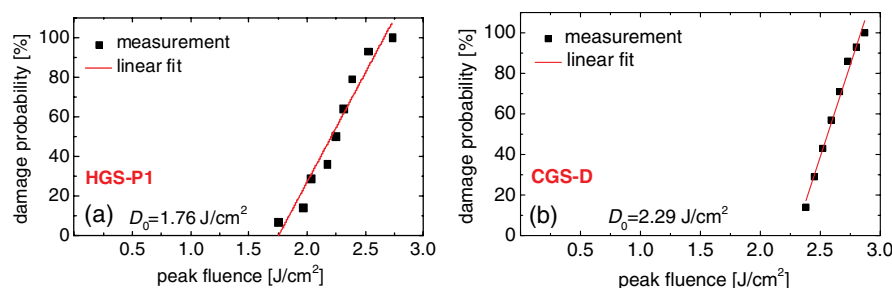 measurement
linear fit
HGS-P1
(a)
D₀=1.76 J/cm²
damage probability [%]
100
80
60
40
20
0
0.5
1.0
1.5
2.0
2.5
3.0
peak fluence [J/cm²]
measurement
linear fit
CGS-D
(b)
D₀=2.29 J/cm²
damage probability [%]
100
80
60
40
20
0
0.5
1.0
1.5
2.0
2.5
3.0
peak fluence [J/cm²]